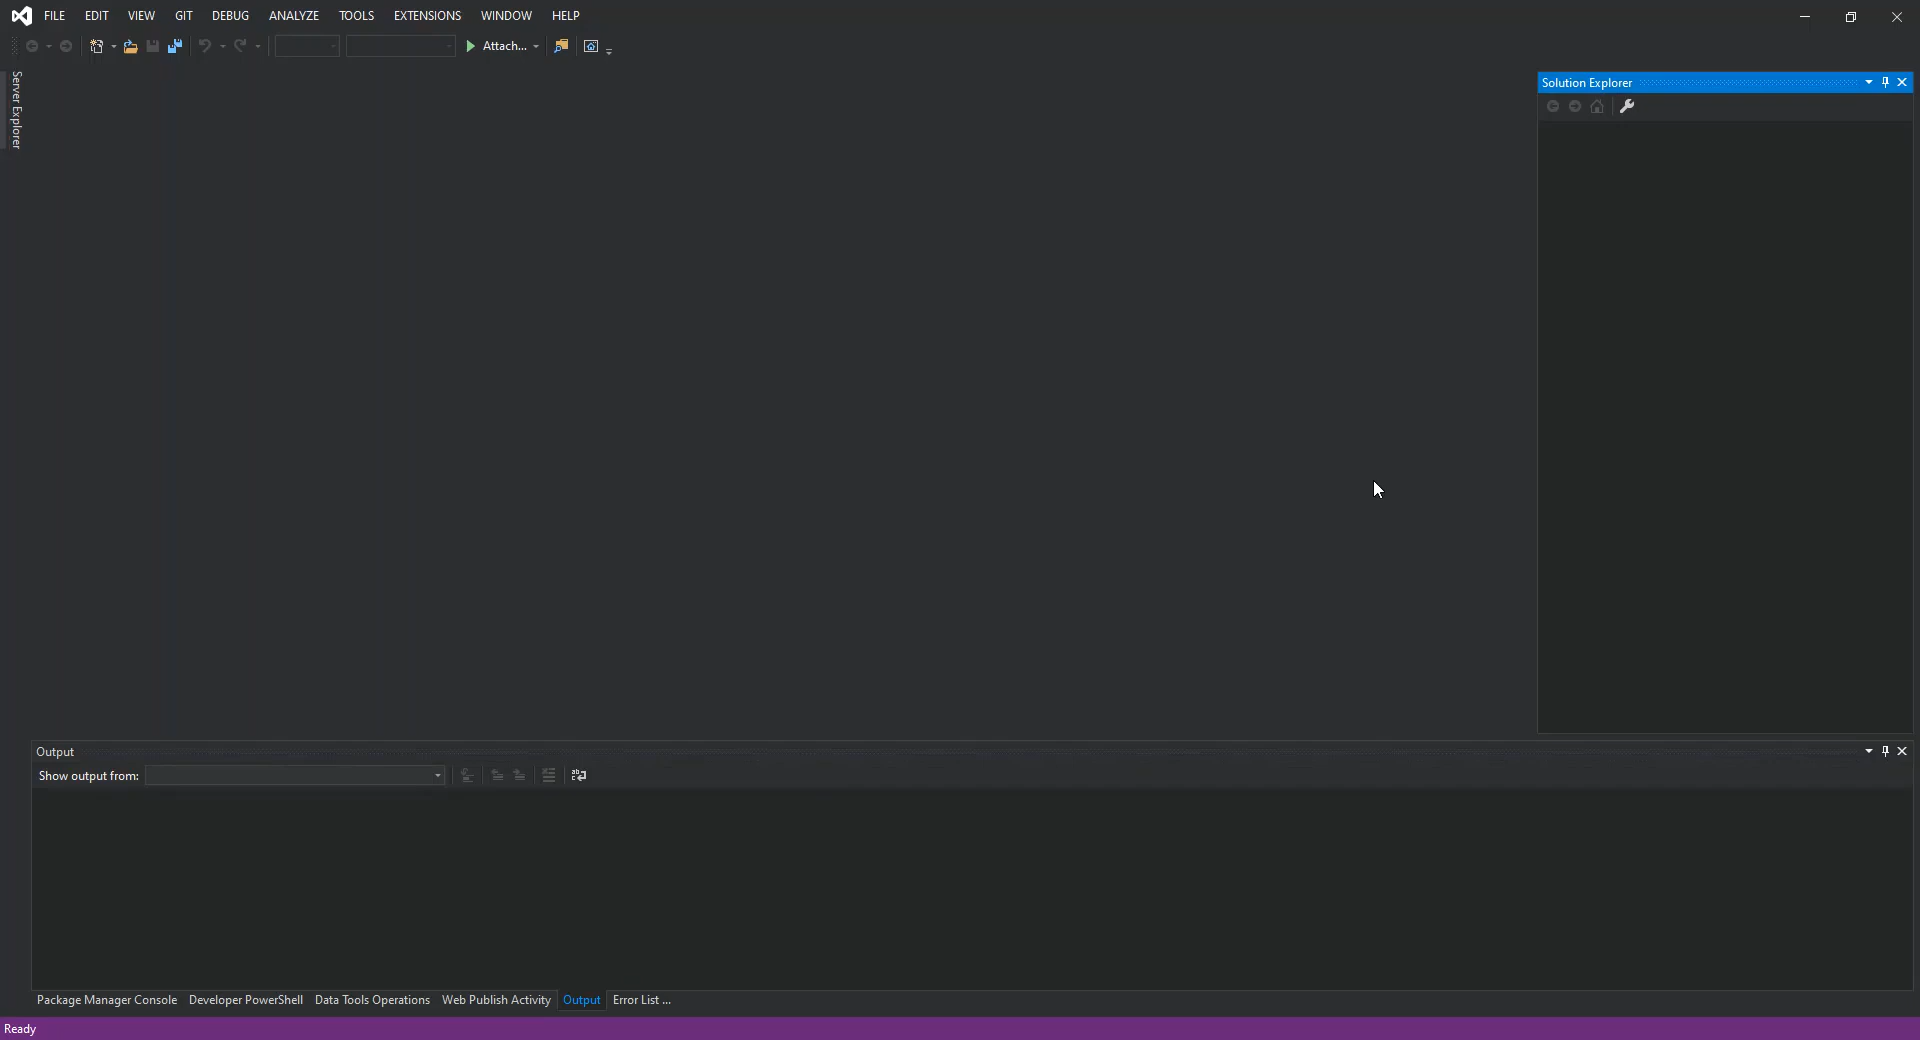 FILE EDIT VIEW GIT DEBUG ANALYZE TOOLS EXTENSIONS WINDOW HELP
Attach...
Server Explorer
Solution Explorer
Output
Show output from:
Package Manager Console Developer PowerShell Data Tools Operations Web Publish Activity Output Error List ...
Ready